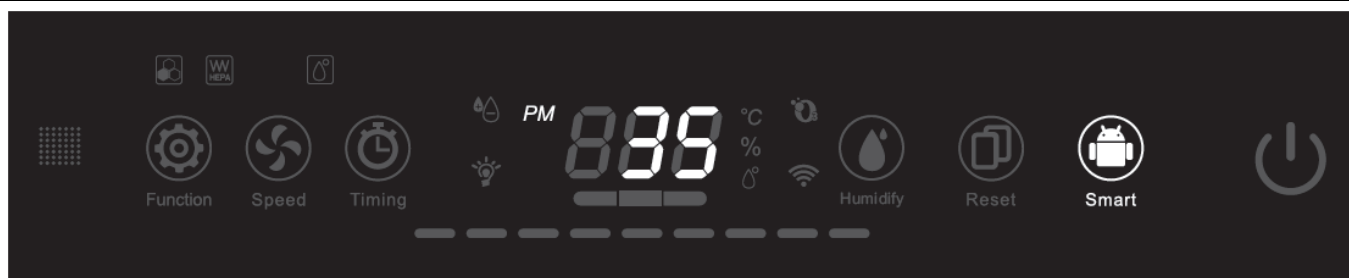 HEPA
PM 35 °C
%
Function Speed Timing Humidify Reset Smart